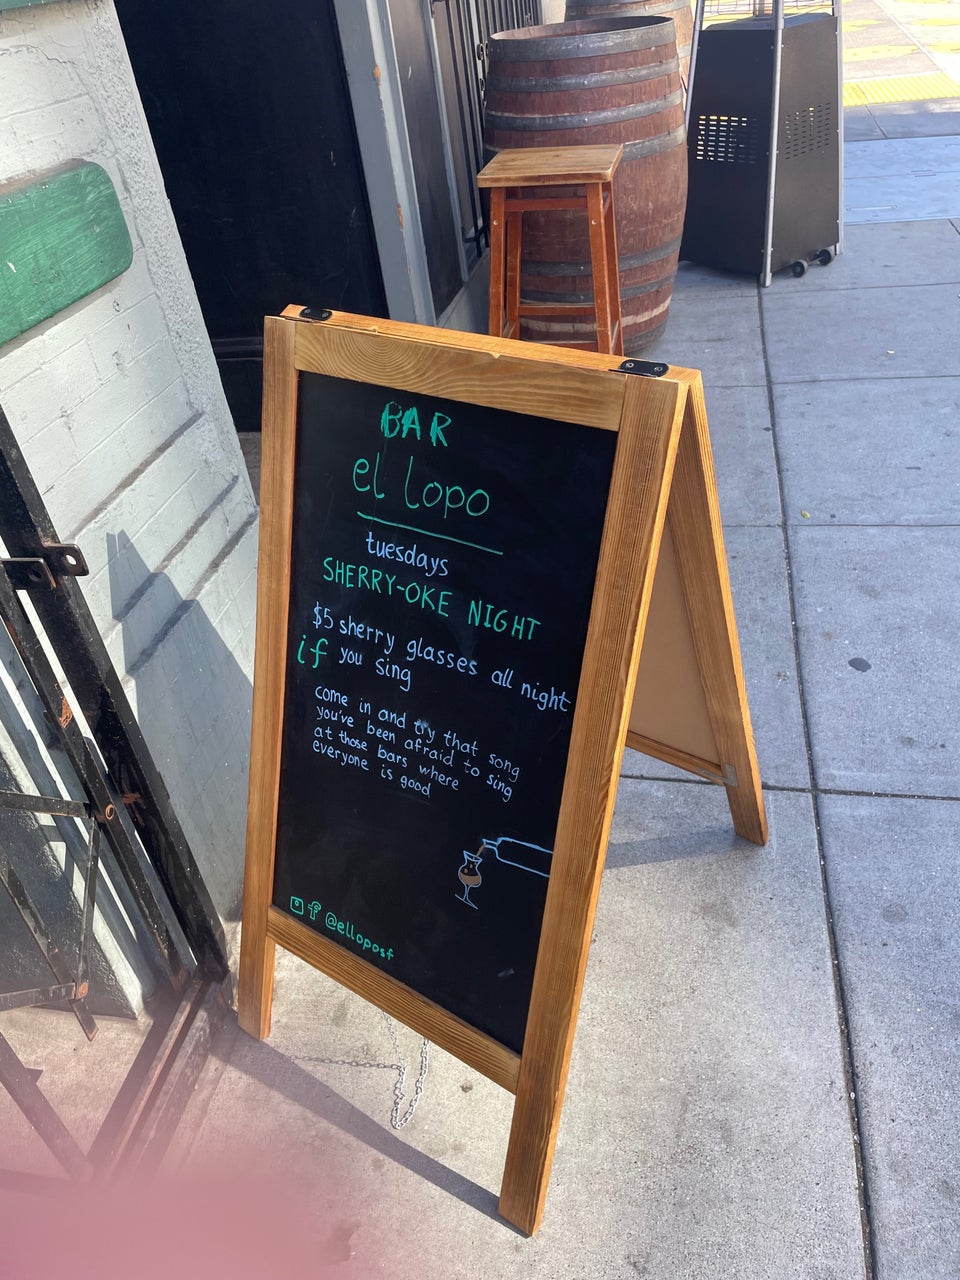 BAR
el lopo
tuesdays
SHERRY-OKE NIGHT
$5 sherry glasses all night
if you sing
come in and try that song
you've been afraid to sing
at those bars where
everyone is good
@elloposf